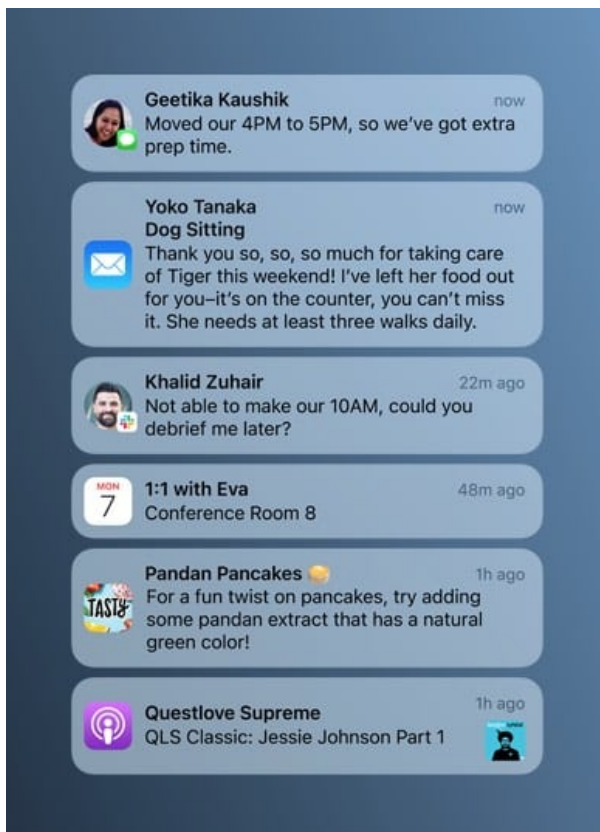 Geetika Kaushik
now
Moved our 4PM to 5PM, so we've got extra
prep time.
Yoko Tanaka
now
Dog Sitting
Thank you so, so, so much for taking care
of Tiger this weekend! I've left her food out
for you–it's on the counter, you can't miss
it. She needs at least three walks daily.
Khalid Zuhair
22m ago
Not able to make our 10AM, could you
debrief me later?
MON
7
1:1 with Eva
48m ago
Conference Room 8
Pandan Pancakes 🥞
1h ago
TASTY
For a fun twist on pancakes, try adding
some pandan extract that has a natural
green color!
1h ago
Questlove Supreme
QLS Classic: Jessie Johnson Part 1